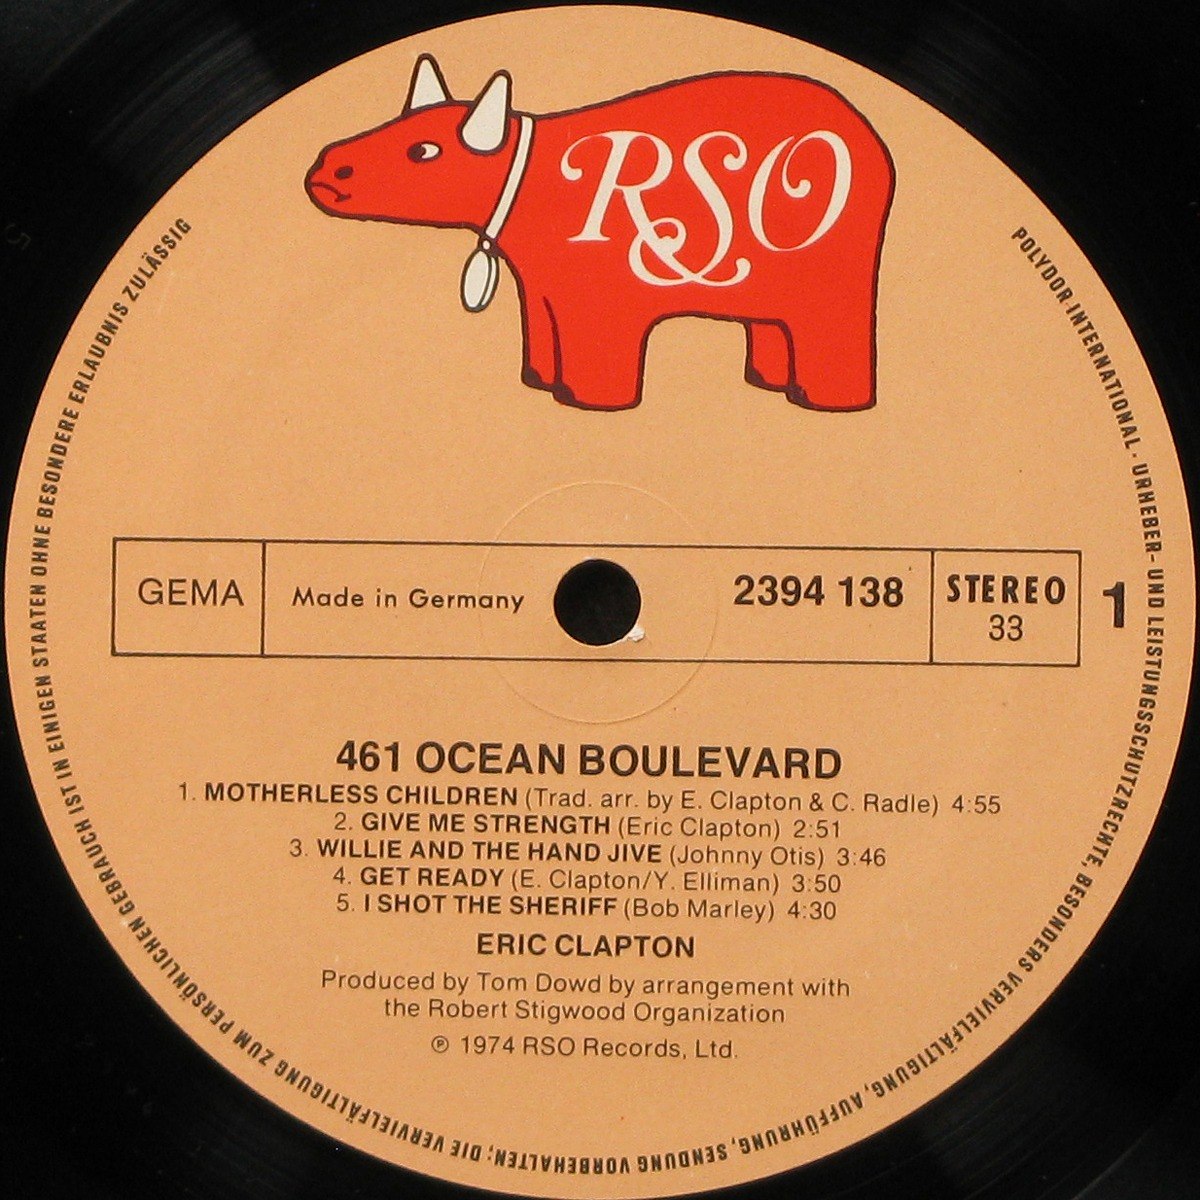 RSO
POLYDOR-INTERNATIONAL · URHEBER- UND LEISTUNGSSCHUTZRECHTE, BESONDERS VERVIELFÄLTIGUNG, AUFFÜHRUNG, SENDUNG VORBEHALTEN; DIE VERVIELFÄLTIGUNG ZUM PERSÖNLICHEN GEBRAUCH IST IN EINIGEN STAATEN OHNE BESONDERE ERLAUBNIS ZULÄSSIG
GEMA Made in Germany 2394 138 STEREO 1
33
461 OCEAN BOULEVARD
1. MOTHERLESS CHILDREN (Trad. arr. by E. Clapton & C. Radle) 4:55
2. GIVE ME STRENGTH (Eric Clapton) 2:51
3. WILLIE AND THE HAND JIVE (Johnny Otis) 3:46
4. GET READY (E. Clapton/Y. Elliman) 3:50
5. I SHOT THE SHERIFF (Bob Marley) 4:30
ERIC CLAPTON
Produced by Tom Dowd by arrangement with
the Robert Stigwood Organization
℗ 1974 RSO Records, Ltd.